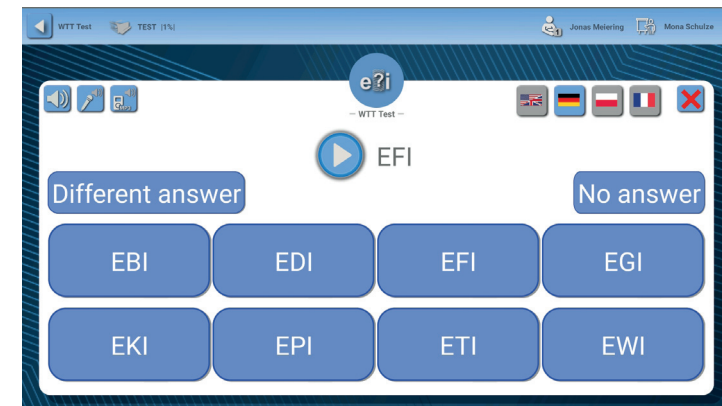 WTT Test TEST (1%) 1 Jonas Meiering Mona Schulze
e?i
— WTT Test —
EFI
Different answer No answer
EBI EDI EFI EGI
EKI EPI ETI EWI